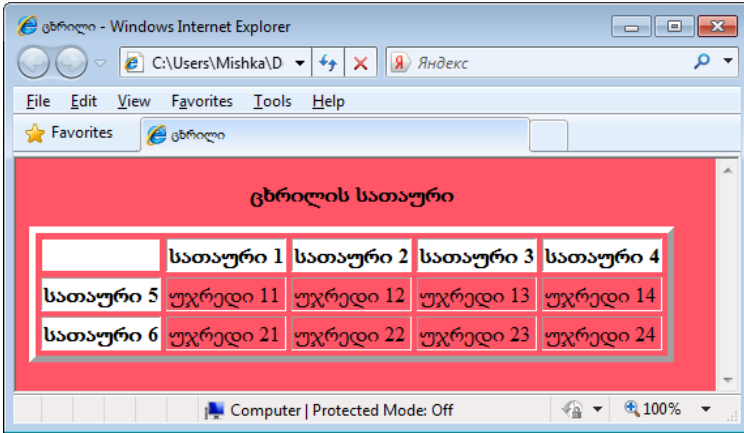 ცხრილი - Windows Internet Explorer
C:\Users\Mishka\D
Я Яндекс
File Edit View Favorites Tools Help
Favorites ცხრილი
ცხრილის სათაური
სათაური 1 სათაური 2 სათაური 3 სათაური 4
სათაური 5 უჯრედი 11 უჯრედი 12 უჯრედი 13 უჯრედი 14
სათაური 6 უჯრედი 21 უჯრედი 22 უჯრედი 23 უჯრედი 24
Computer | Protected Mode: Off 100%